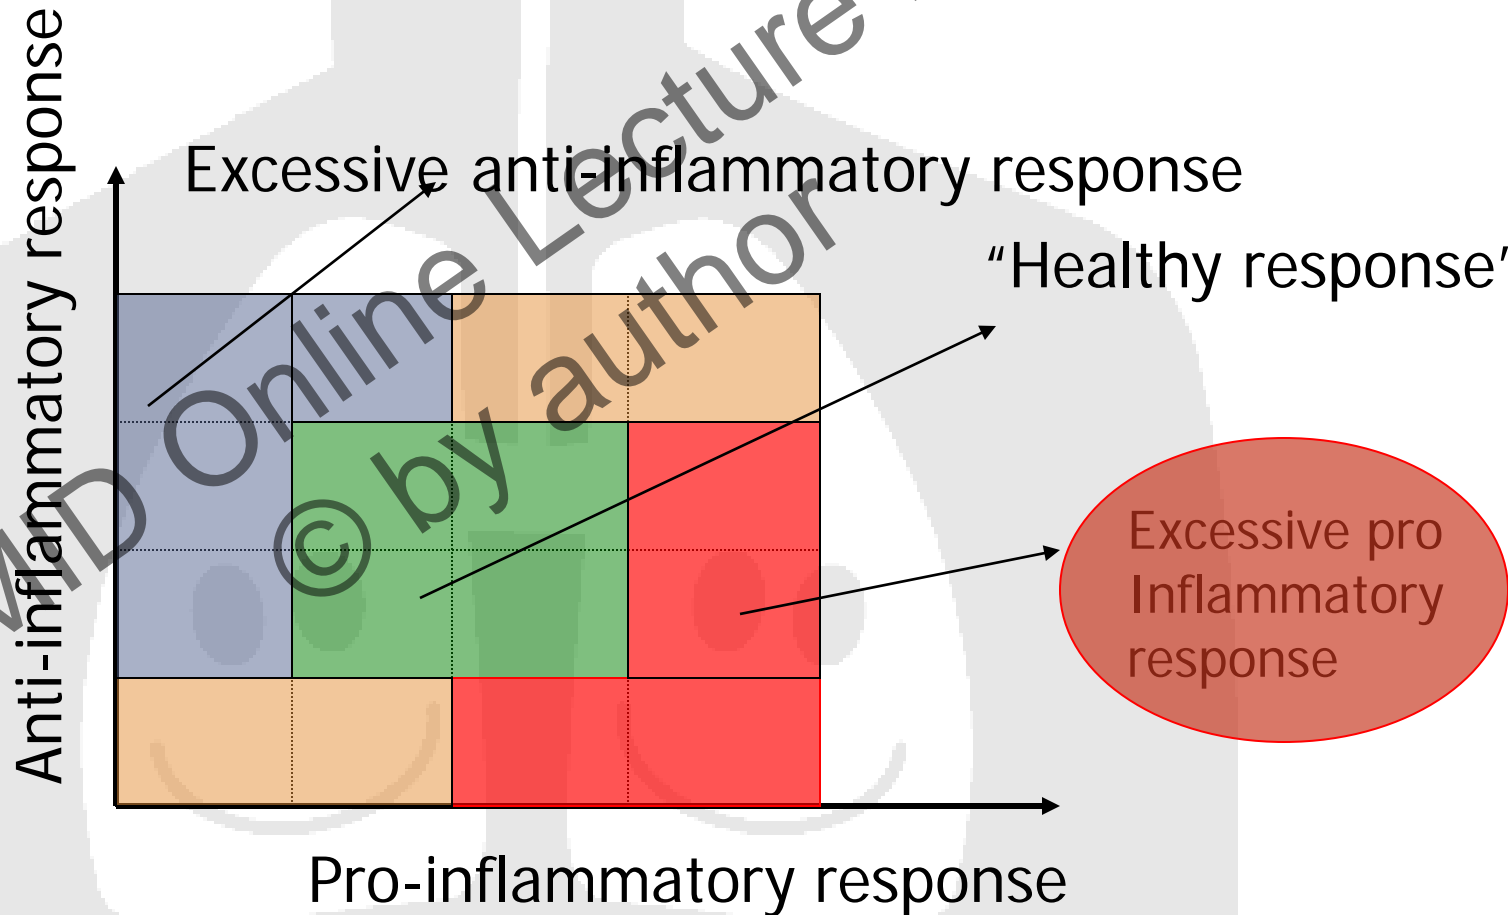 Anti-inflammatory response
Excessive anti-inflammatory response
“Healthy response’
Excessive pro
Inflammatory
response
Pro-inflammatory response
MID Online Lecture
© by author